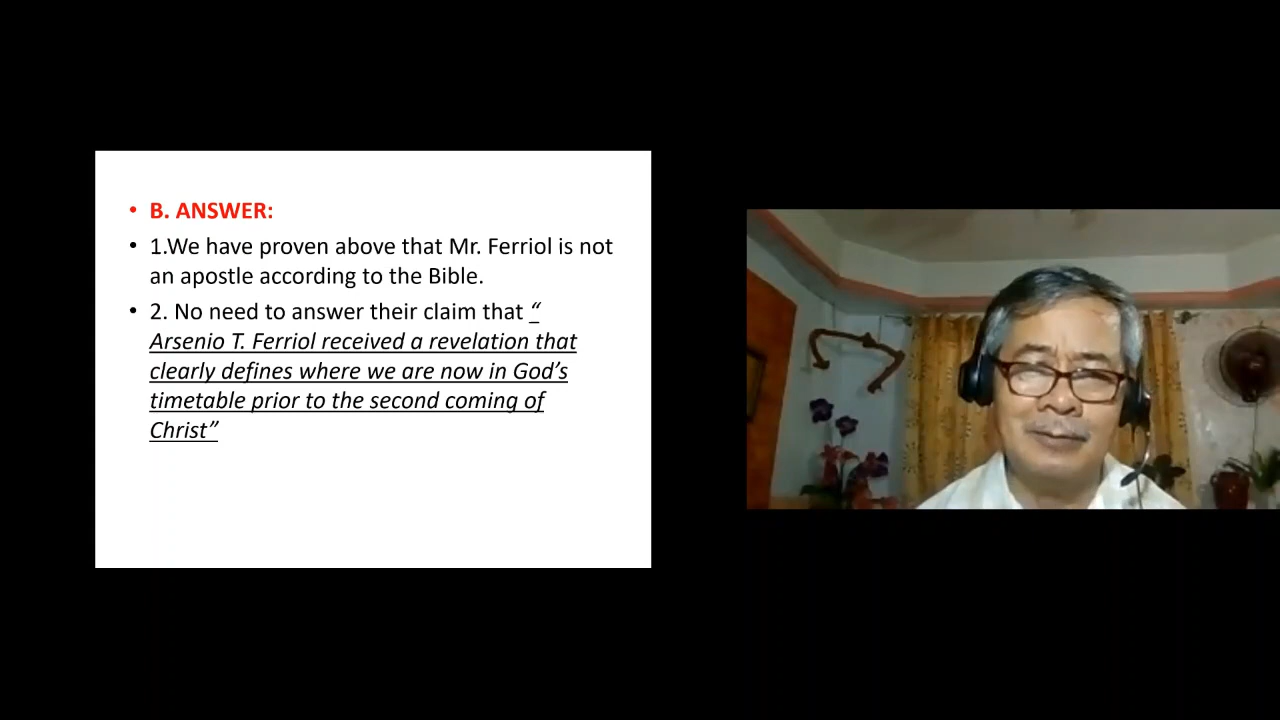 • B. ANSWER:
• 1.We have proven above that Mr. Ferriol is not
an apostle according to the Bible.
• 2. No need to answer their claim that “
Arsenio T. Ferriol received a revelation that
clearly defines where we are now in God’s
timetable prior to the second coming of
Christ”